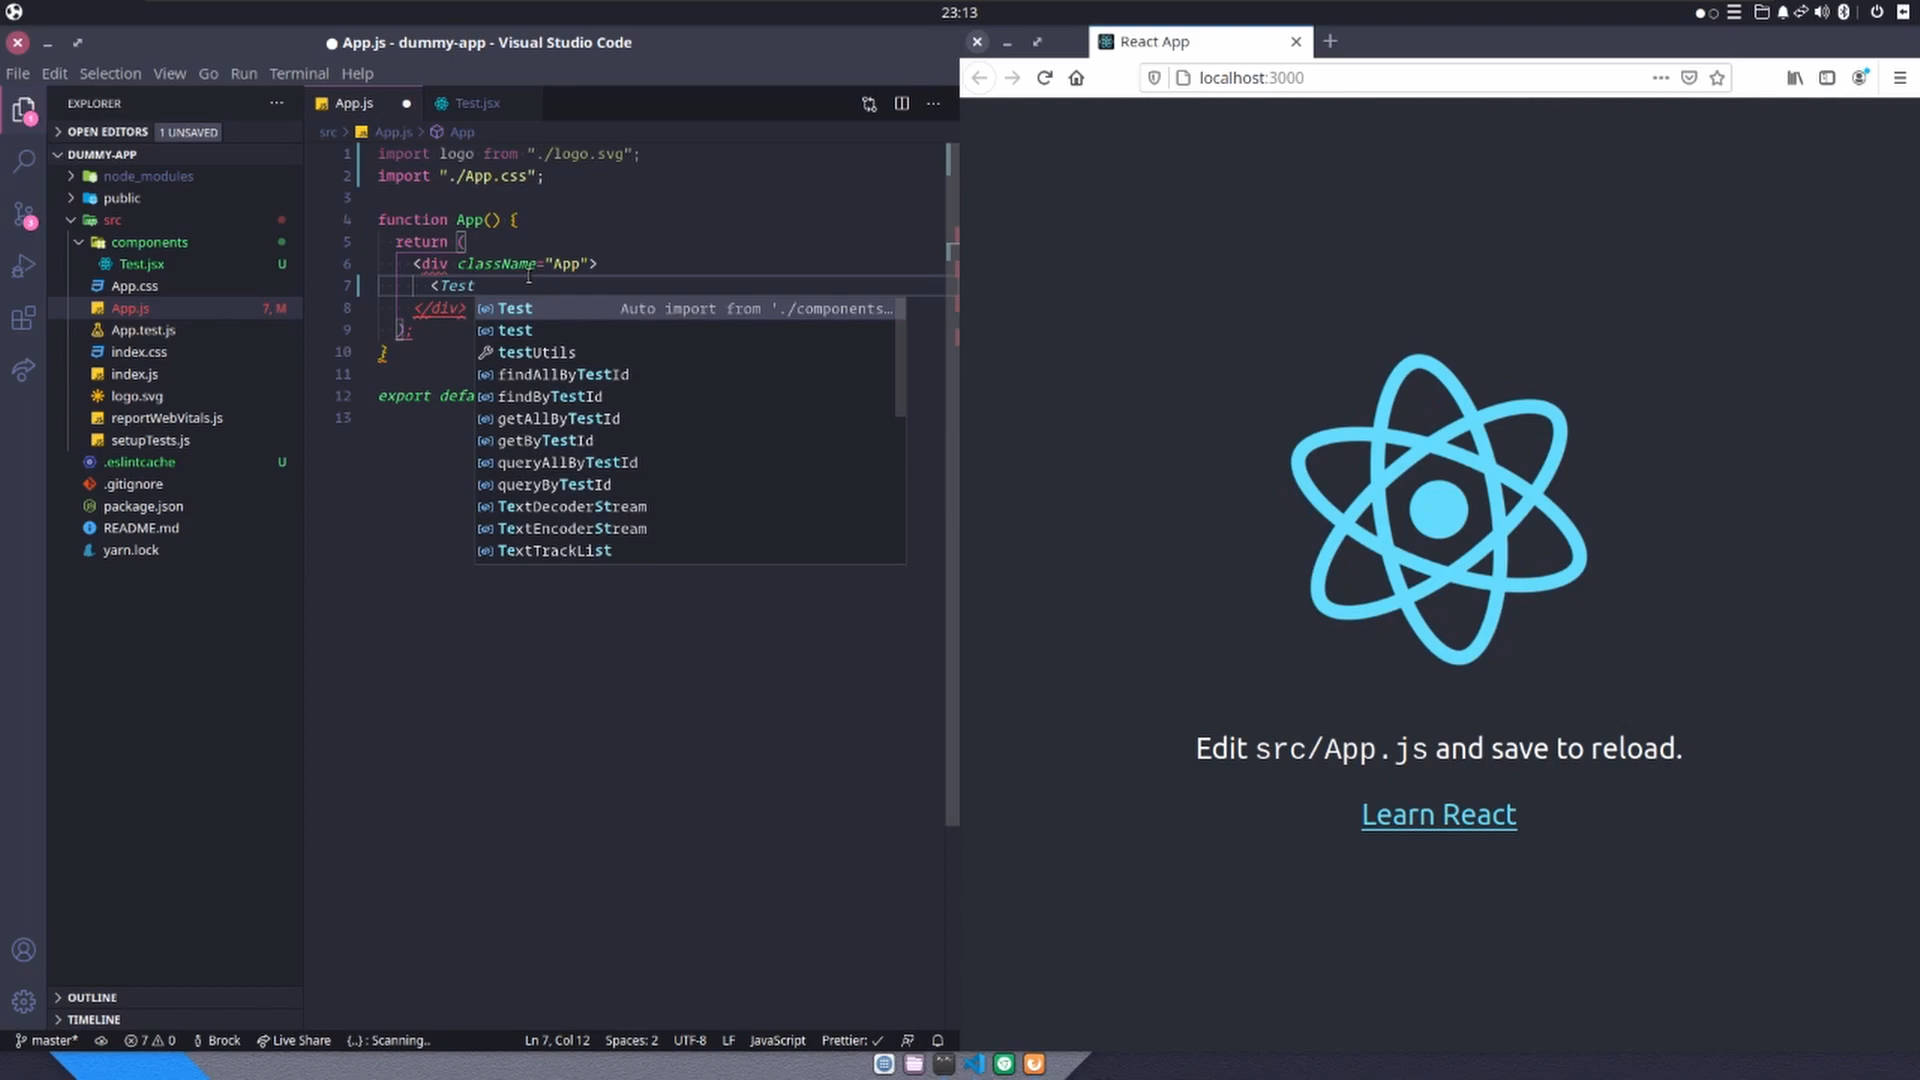 23:13
App.js - dummy-app - Visual Studio Code
File Edit Selection View Go Run Terminal Help
EXPLORER
OPEN EDITORS 1 UNSAVED
DUMMY-APP
node_modules
public
src
components
Test.jsx U
App.css
App.js 7, M
App.test.js
index.css
index.js
logo.svg
reportWebVitals.js
setupTests.js
.eslintcache U
.gitignore
package.json
README.md
yarn.lock
OUTLINE
TIMELINE
1
3
App.js Test.jsx
src > App.js > App
1 import logo from "./logo.svg";
2 import "./App.css";
3
4 function App() {
5 return (
6 <div className="App">
7 <Test
8 </div>
9 );
10 }
11
12 export defa
13
Test Auto import from './components…
test
testUtils
findAllByTestId
findByTestId
getAllByTestId
getByTestId
queryAllByTestId
queryByTestId
TextDecoderStream
TextEncoderStream
TextTrackList
master* 7 0 Brock Live Share {..} : Scanning.. Ln 7, Col 12 Spaces: 2 UTF-8 LF JavaScript Prettier: ✓
React App
localhost:3000
Edit src/App.js and save to reload.
Learn React